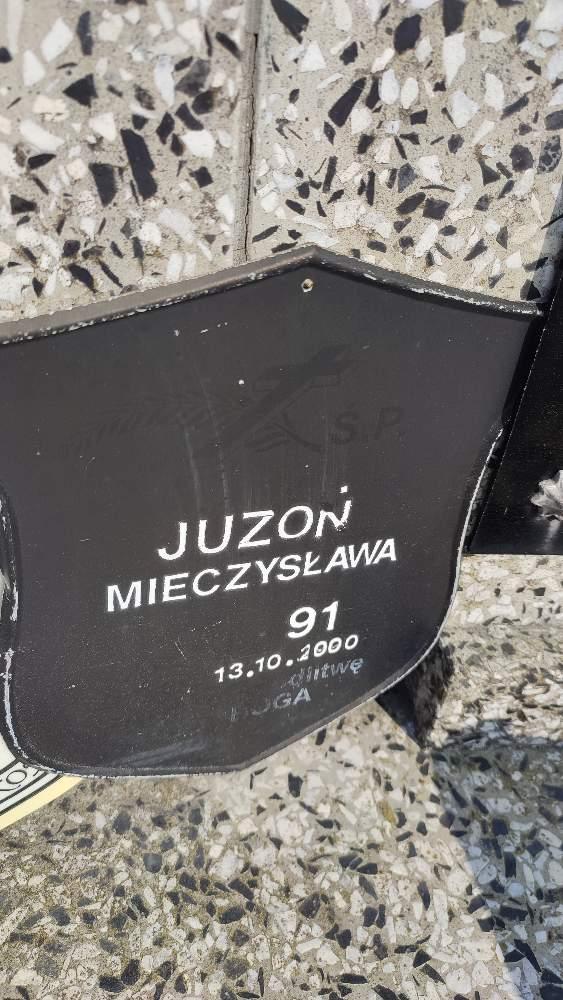 Ś.P.
JUZOŃ
MIECZYSŁAWA
91
13.10.2000